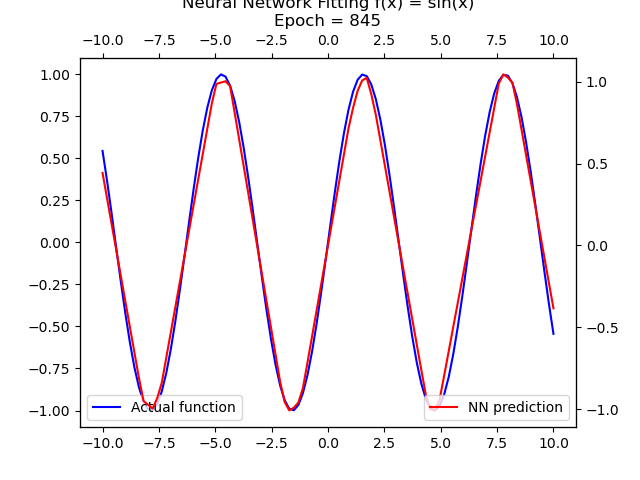 Neural Network Fitting f(x) = sin(x)
Epoch = 845
−10.0 −7.5 −5.0 −2.5 0.0 2.5 5.0 7.5 10.0
1.00
0.75
0.50
0.25
0.00
−0.25
−0.50
−0.75
−1.00
1.0
0.5
0.0
−0.5
−1.0
Actual function
NN prediction
−10.0 −7.5 −5.0 −2.5 0.0 2.5 5.0 7.5 10.0